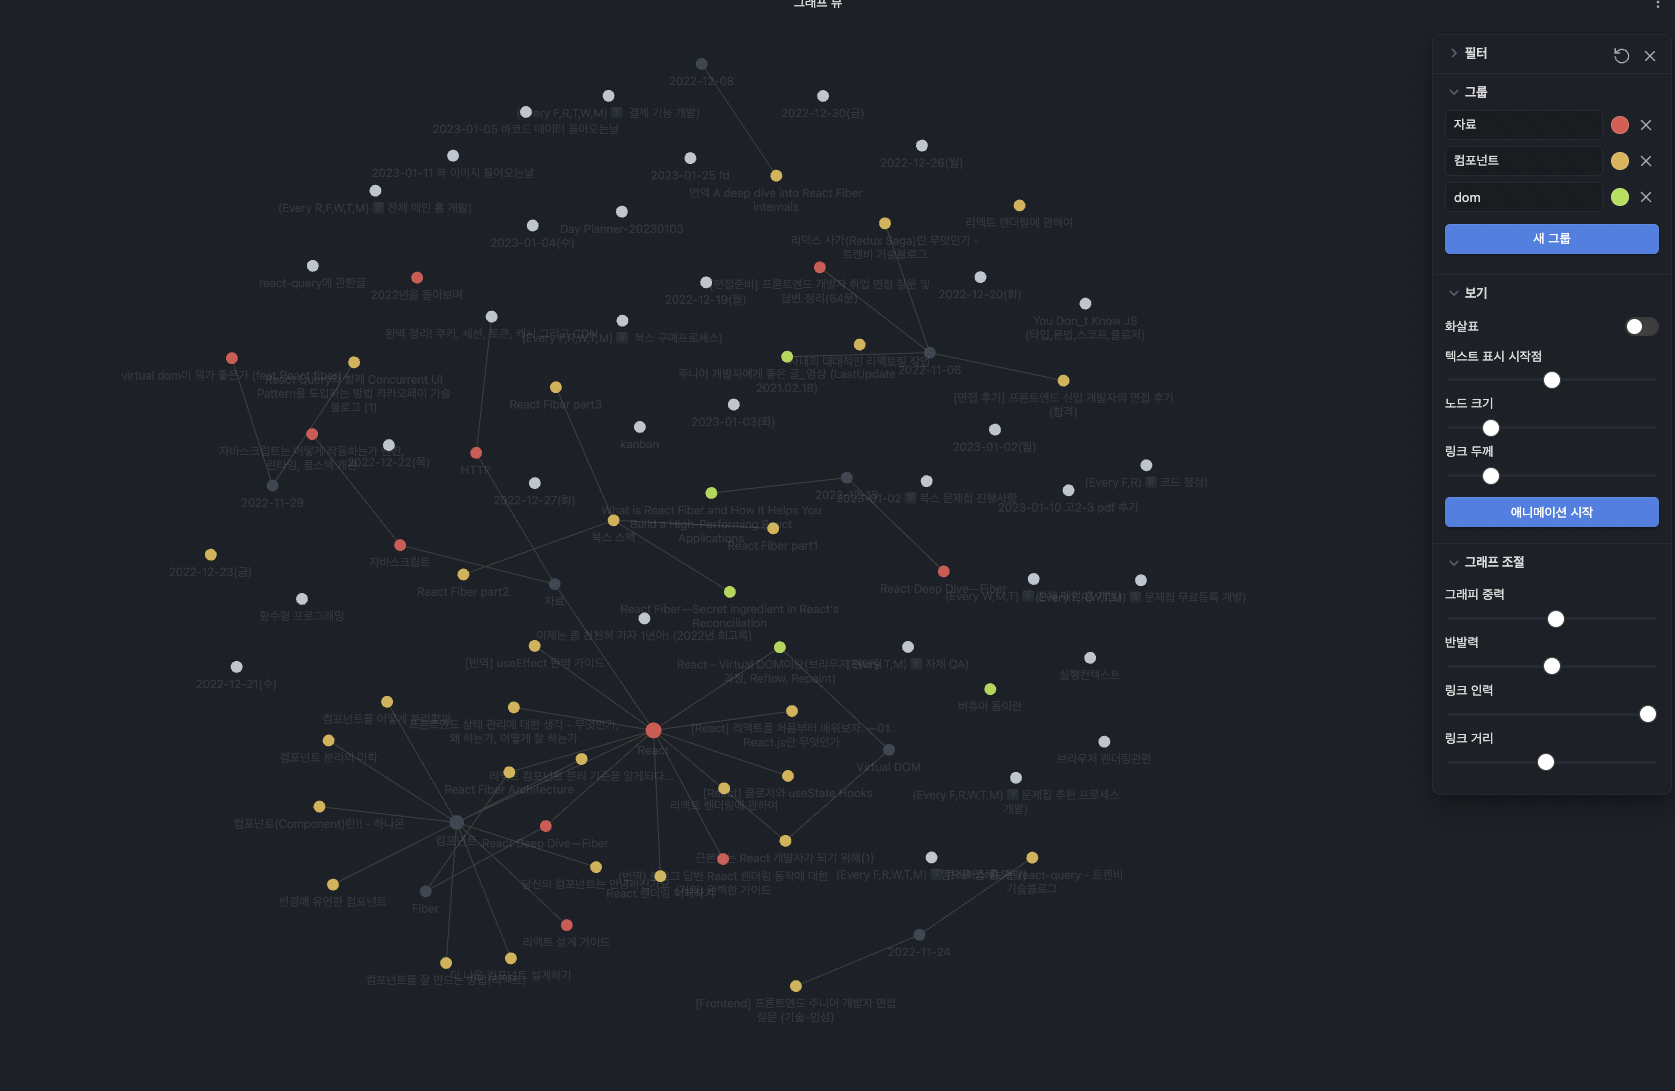 그래프 뷰
2022-12-08
(Every F,R,T,W,M) 결제 기능 개발)
2022-12-30(금)
2023-01-05 바코드 데이터 들어오는날
2022-12-26(월)
2023-01-11 북 이미지 들어오는날
2023-01-25 fd
번역 A deep dive into React Fiber
internals
(Every R,F,W,T,M) 전체 메인 홈 개발)
리액트 렌더링에 관하여
Day Planner-20230103
2023-01-04(수)
리덕스 사가(Redux Saga)란 무엇인가 -
트렌비 기술블로그
react-query에 관한글
2022년을 돌아보며
[면접준비] 프론트엔드 개발자 취업 면접 질문 및
답변 정리(64문)
2022-12-19(월)
2022-12-20(화)
You Don_t Know JS
(타입,문법,스코프,클로저)
완벽 정리! 쿠키, 세션, 토큰, 캐시 그리고 CDN
(Every F,R,W,T,M) 북스 구매프로세스)
virtual dom이 뭐가 좋은가 (feat React fiber)
React Query와 함께 Concurrent UI
Pattern을 도입하는 방법 카카오페이 기술
블로그 (1)
2022-11-06
주니어 개발자에게 좋은 글_영상 (LastUpdate
2021.02.18)
[면접 후기] 프론트엔드 신입 개발자의 면접 후기
(합격)
React Fiber part3
2023-01-03(화)
kanban
2023-01-02(월)
자바스크립트는 어떻게 작동하는가
런타임, 콜스택 개관
2022-12-22(목)
HTTP
2022-11-29
2022-12-27(화)
2023-01-02 북스 문제집 진행사항
(Every F,R) 코드 점검)
2023-01-10 고2-3 pdf 추가
What is React Fiber and How It Helps You
Build a High-Performing React
Applications
북스 스펙
React Fiber part1
자바스크립트
2022-12-23(금)
React Fiber part2
자료
React Deep Dive—Fiber
(Every W,M,T)
(Every F,R,W,T,M) 문제집 무료등록 개발)
함수형 프로그래밍
React Fiber—Secret ingredient in React's
Reconciliation
이제는 좀 천천히 가자 1년아! (2022년 회고록)
[번역] useEffect 완벽 가이드
React - Virtual DOM이란(브라우저 렌더링
과정, Reflow, Repaint)
자체 QA)
실행컨텍스트
2022-12-21(수)
버츄어 돔이란
컴포넌트를 어떻게 분리할까
프론트엔드 상태 관리에 대한 생각 - 무엇인가,
왜 하는가, 어떻게 잘 하는가
[React] 리액트를 처음부터 배워보자. —01.
React.js란 무엇인가
React
컴포넌트 분리의 미학
Virtual DOM
브라우저 렌더링관련
리액트 컴포넌트 분리 기준을 알게되다...
React Fiber Architecture
[React] 클로저와 useState Hooks
리액트 렌더링에 관하여
(Every F,R,W,T,M) 문제집 추천 프로세스
개발)
컴포넌트(Component)란!! - 하나몬
컴포넌트
React Deep Dive—Fiber
근본있는 React 개발자가 되기 위해(1)
(번역) 블로그 답변 React 렌더링 동작에 대한
(거의) 완벽한 가이드
React 렌더링 이해하기
당신의 컴포넌트는 안녕하신가요
(Every F,R,W,T,M)
react-query - 트렌비
기술블로그
변경에 유연한 컴포넌트
Fiber
리액트 설계 가이드
2022-11-24
컴포넌트를 잘 만드는 방법(리액트)
더 나은 컴포넌트 설계하기
[Frontend] 프론트엔드 주니어 개발자 면접
질문 (기술-인성)
필터
그룹
자료
컴포넌트
dom
새 그룹
보기
화살표
텍스트 표시 시작점
노드 크기
링크 두께
애니메이션 시작
그래프 조절
그래피 중력
반발력
링크 인력
링크 거리